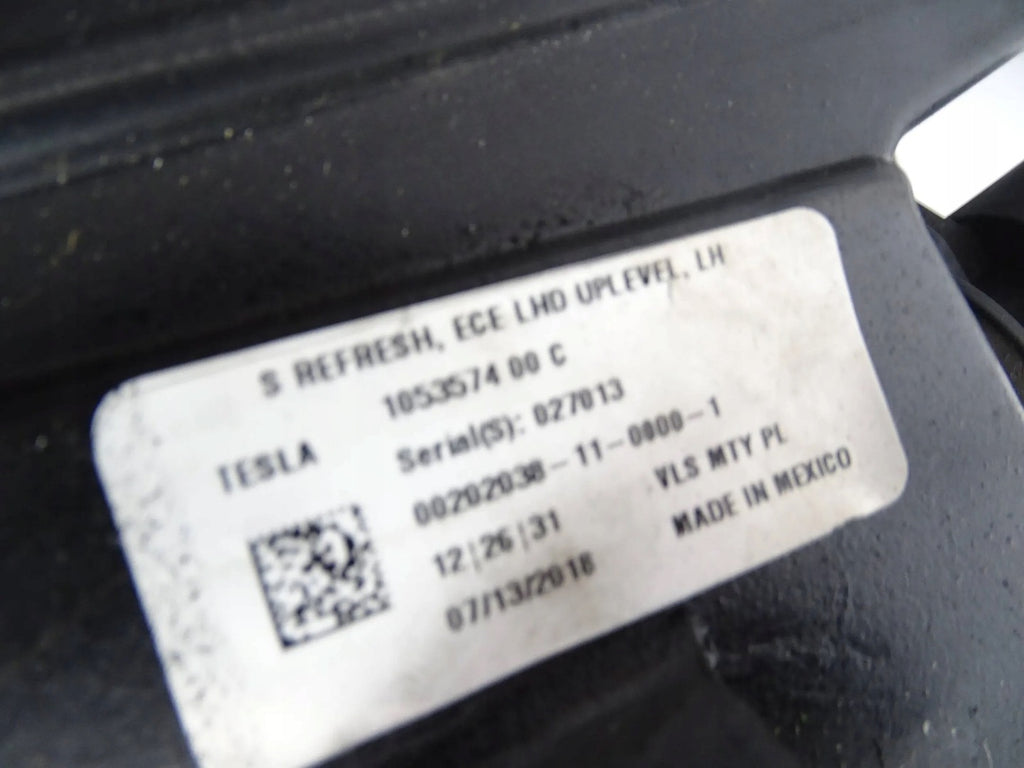 S REFRESH, ECE LHD UPLEVEL, LH
1053574 00 C
TESLA
Serial(S): 027013
00202038-11-0000-1
12|26|31
VLS MTY PL
07/13/2018
MADE IN MEXICO